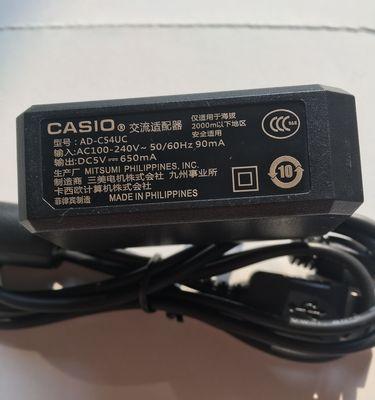 CASIO® 交流适配器
仅适用于海拔
2000m以下地区
安全适用
型号: AD-C54UC
输入:AC100-240V~ 50/60Hz 90mA
输出:DC5V⎓650mA
生产厂 MITSUMI PHILIPPINES, INC.
制造商 三美电机株式会社 九州事业所
卡西欧计算机株式会社
菲律宾制造 MADE IN PHILIPPINES
CCC
10